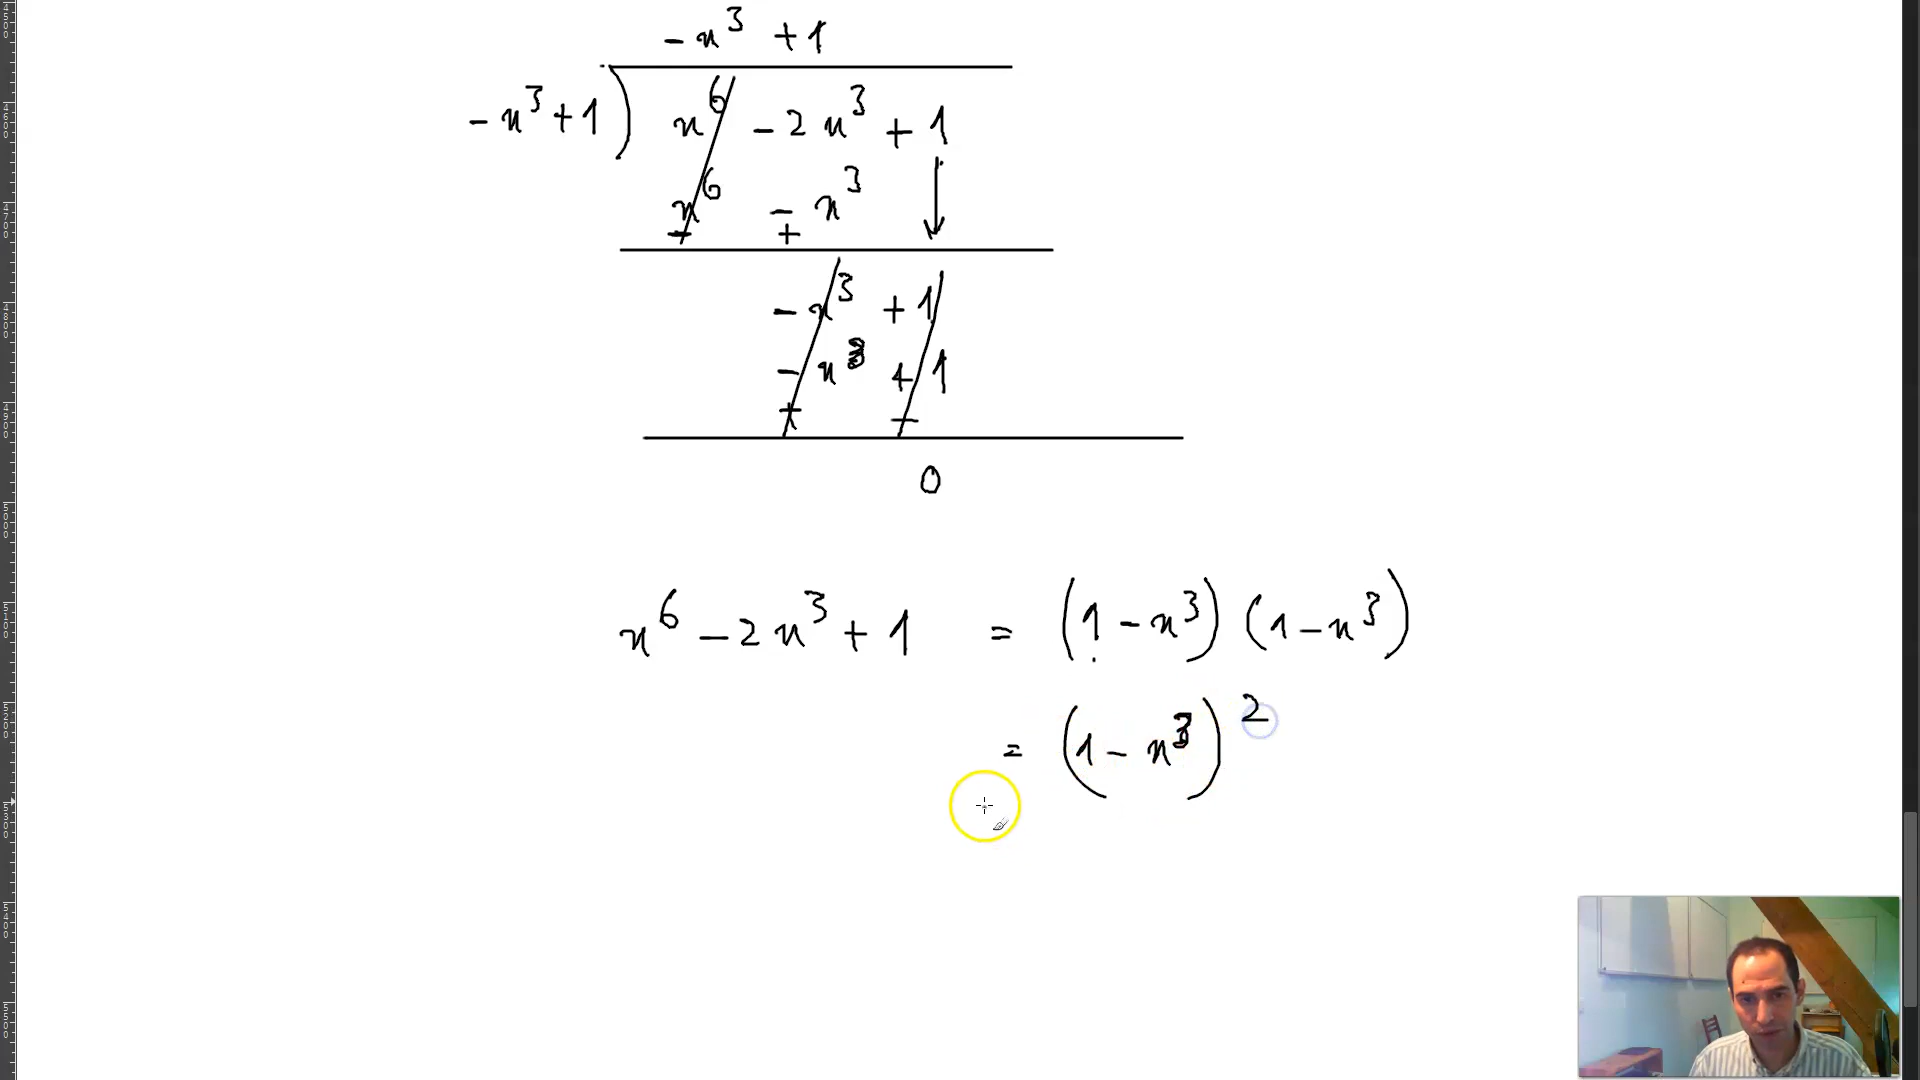 -x³ +1
-x³+1) x⁶ -2x³ +1
x⁶ -x³
- +
-x³ +1
-x³ +1
+ -
0
x⁶ -2x³ +1 = (1-x³)(1-x³)
= (1-x³)²